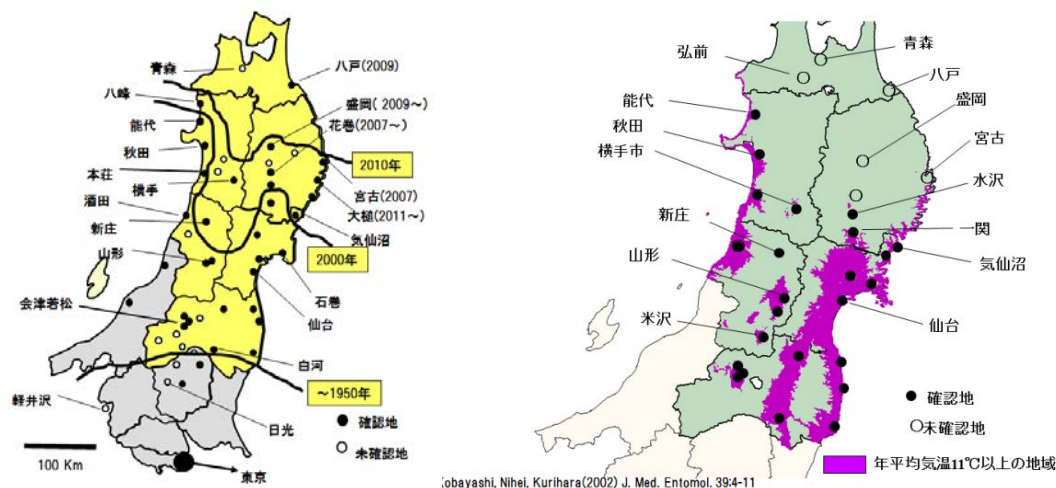 青森
八戸(2009)
八峰
盛岡( 2009～)
能代
花巻(2007～)
秋田
2010年
本荘
横手
宮古(2007)
酒田
大槌(2011～)
新庄
気仙沼
2000年
山形
石巻
会津若松
仙台
白河
～1950年
軽井沢
日光
確認地
未確認地
100 Km
東京
青森
弘前
八戸
能代
盛岡
秋田
宮古
横手市
水沢
新庄
一関
山形
気仙沼
米沢
仙台
確認地
未確認地
年平均気温11℃以上の地域
Kobayashi, Nihei, Kurihara(2002) J. Med. Entomol. 39:4-11